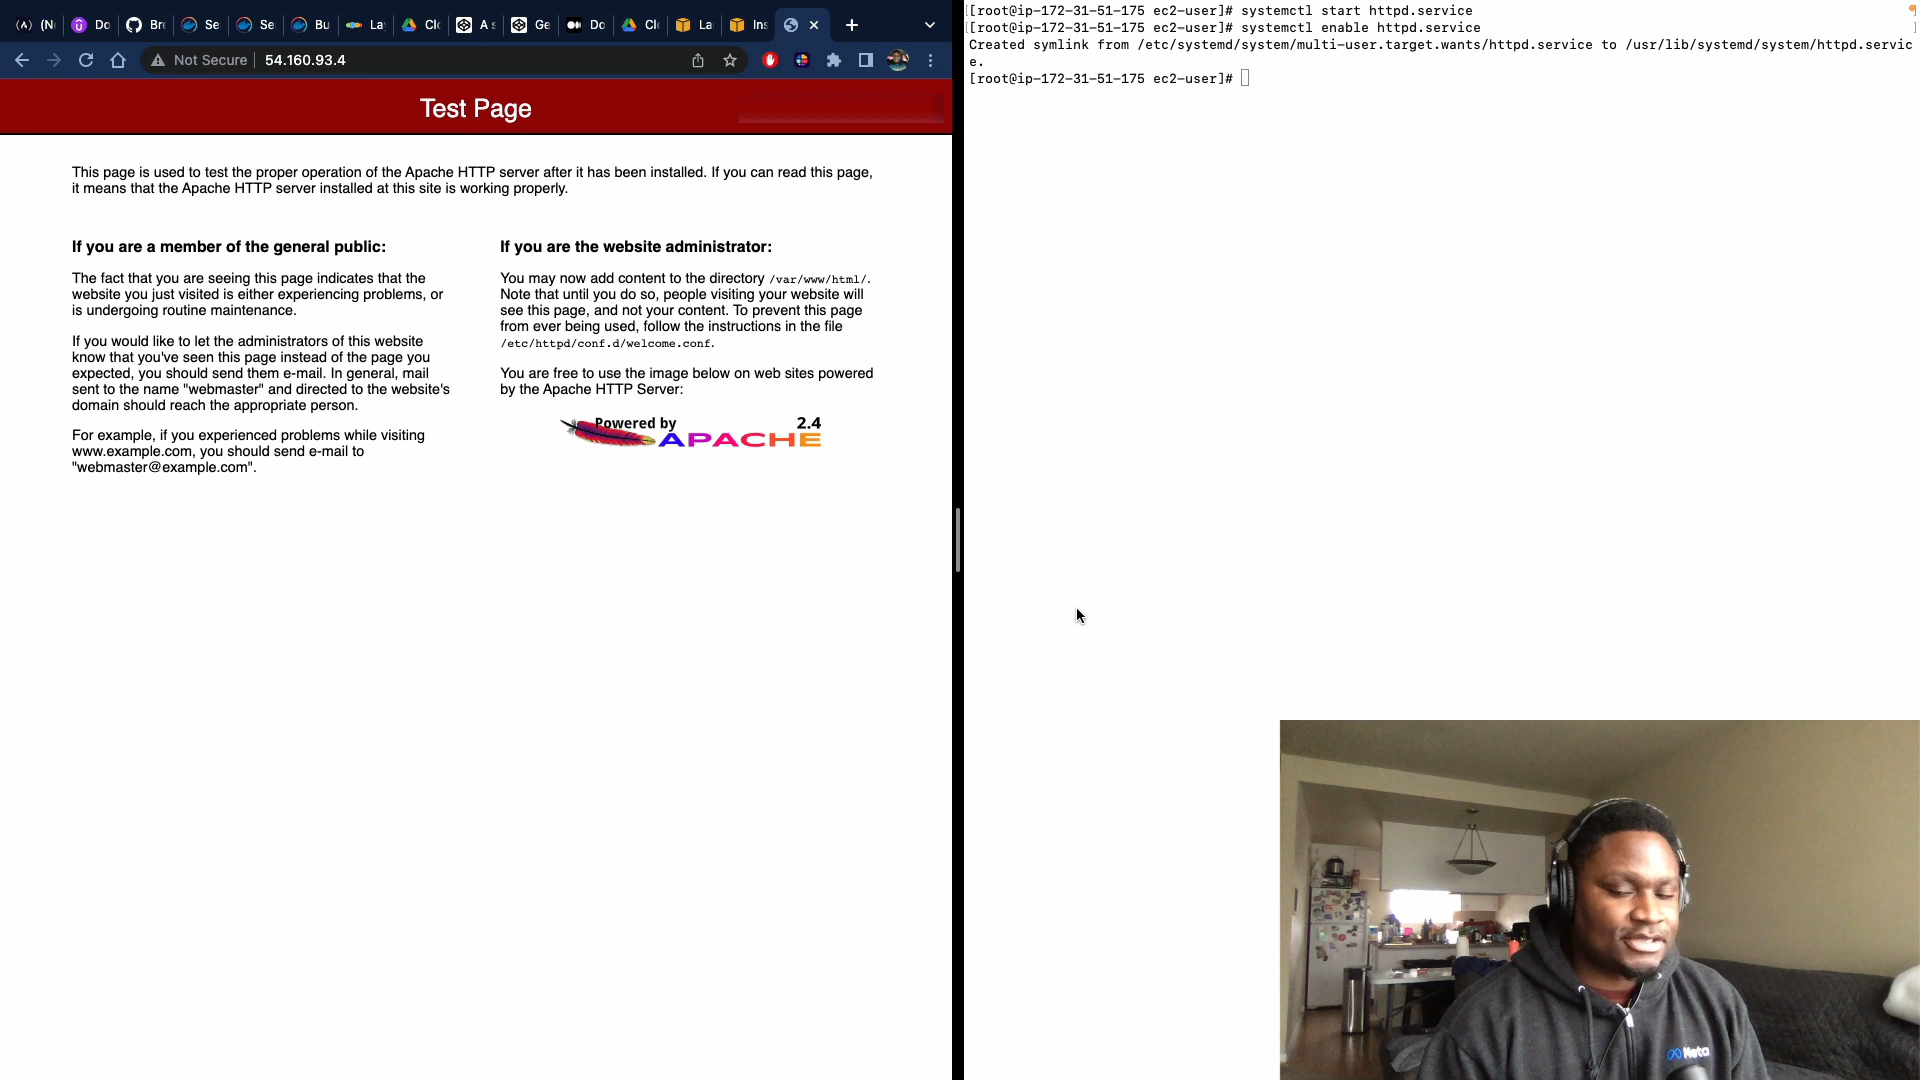 (N
Do
Bre
Se
Se
Bu
La
Clo
A s
Ge
Do
Clo
La
Ins
Not Secure
54.160.93.4
Test Page
This page is used to test the proper operation of the Apache HTTP server after it has been installed. If you can read this page,
it means that the Apache HTTP server installed at this site is working properly.
If you are a member of the general public:
The fact that you are seeing this page indicates that the
website you just visited is either experiencing problems, or
is undergoing routine maintenance.
If you would like to let the administrators of this website
know that you've seen this page instead of the page you
expected, you should send them e-mail. In general, mail
sent to the name "webmaster" and directed to the website's
domain should reach the appropriate person.
For example, if you experienced problems while visiting
www.example.com, you should send e-mail to
"webmaster@example.com".
If you are the website administrator:
You may now add content to the directory /var/www/html/.
Note that until you do so, people visiting your website will
see this page, and not your content. To prevent this page
from ever being used, follow the instructions in the file
/etc/httpd/conf.d/welcome.conf.
You are free to use the image below on web sites powered
by the Apache HTTP Server:
Powered by 2.4
APACHE
[[root@ip-172-31-51-175 ec2-user]# systemctl start httpd.service
[[root@ip-172-31-51-175 ec2-user]# systemctl enable httpd.service ]
Created symlink from /etc/systemd/system/multi-user.target.wants/httpd.service to /usr/lib/systemd/system/httpd.servic
e.
[root@ip-172-31-51-175 ec2-user]#
Meta